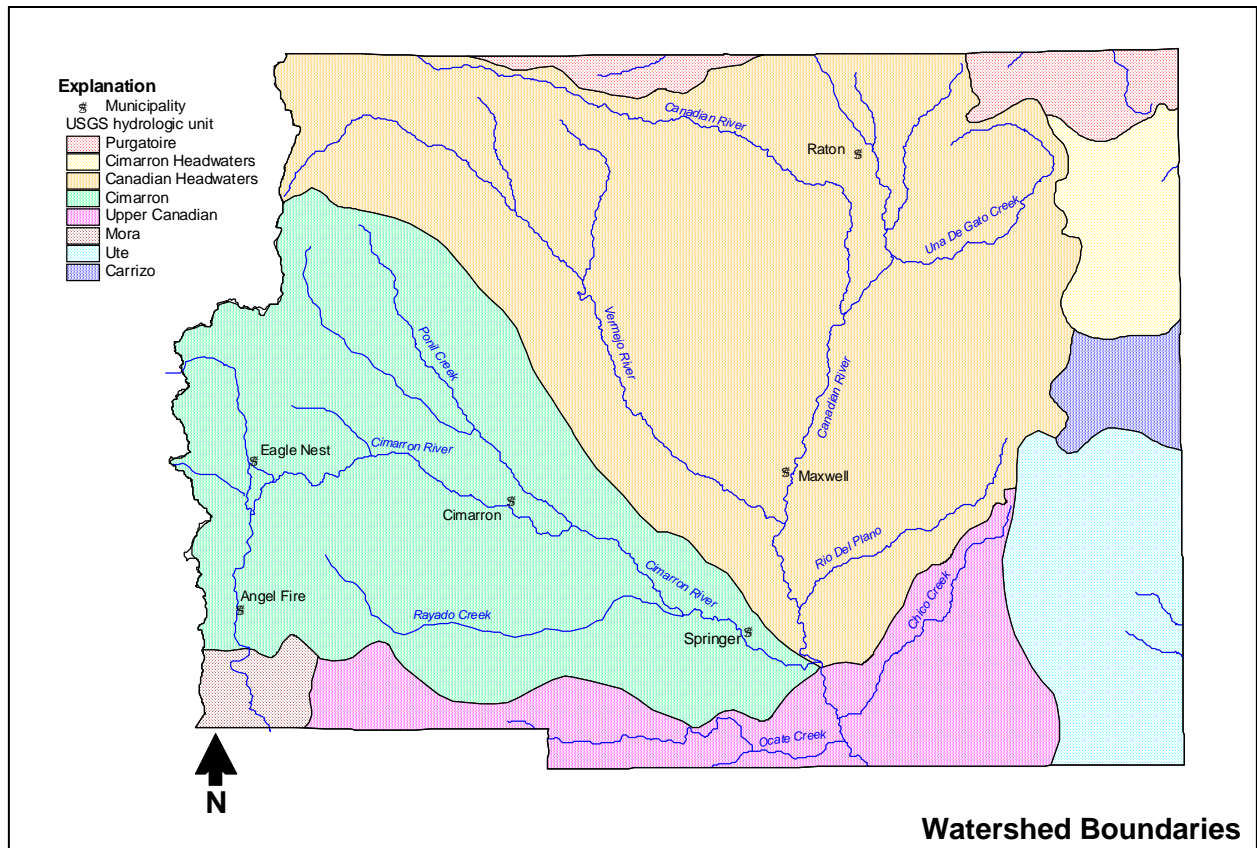 Explanation
Municipality
USGS hydrologic unit
Purgatoire
Cimarron Headwaters
Canadian Headwaters
Cimarron
Upper Canadian
Mora
Ute
Carrizo
Canadian River
Raton
Una De Gato Creek
Vermejo River
Ponil Creek
Canadian River
Eagle Nest
Cimarron River
Maxwell
Cimarron
Rio Del Plano
Cimarron River
Chico Creek
Angel Fire
Rayado Creek
Springer
Ocate Creek
N
Watershed Boundaries